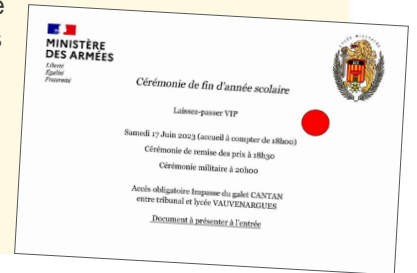 MINISTÈRE
DES ARMÉES
Liberté
Égalité
Fraternité
LYCÉE MILITAIRE
Cérémonie de fin d'année scolaire
Laissez-passer VIP
Samedi 17 Juin 2023 (accueil à compter de 18h00)
Cérémonie de remise des prix à 18h30
Cérémonie militaire à 20h00
Accès obligatoire Impasse du galet CANTAN
entre tribunal et lycée VAUVENARGUES
Document à présenter à l'entrée